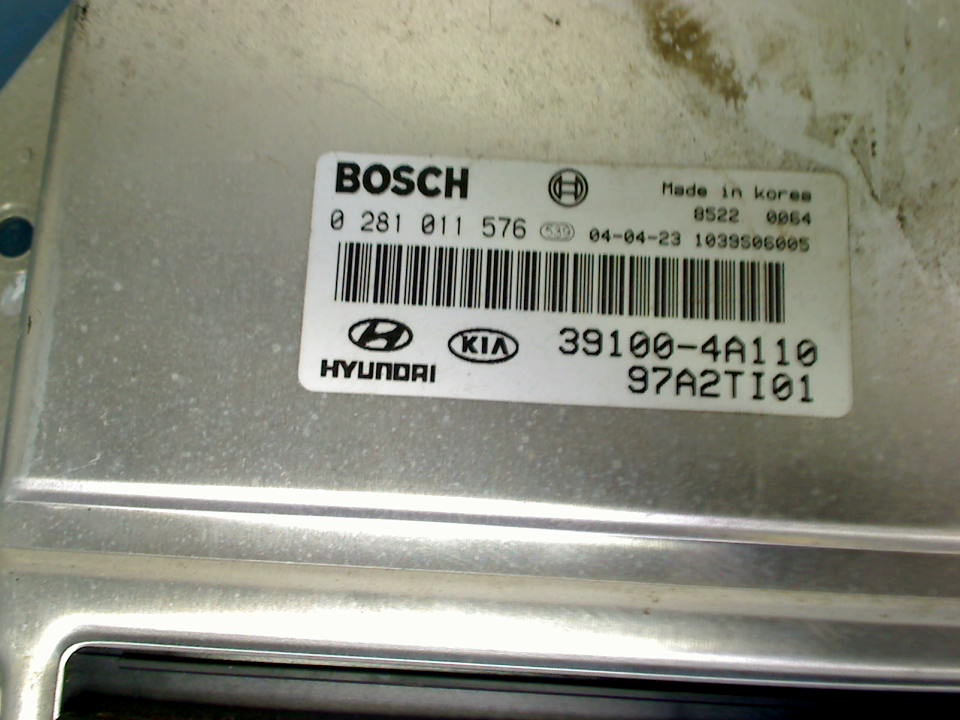 BOSCH
Made in korea
8522 0064
0 281 011 576 539 04-04-23 1039S06005
HYUNDAI KIA 39100-4A110
97A2TI01